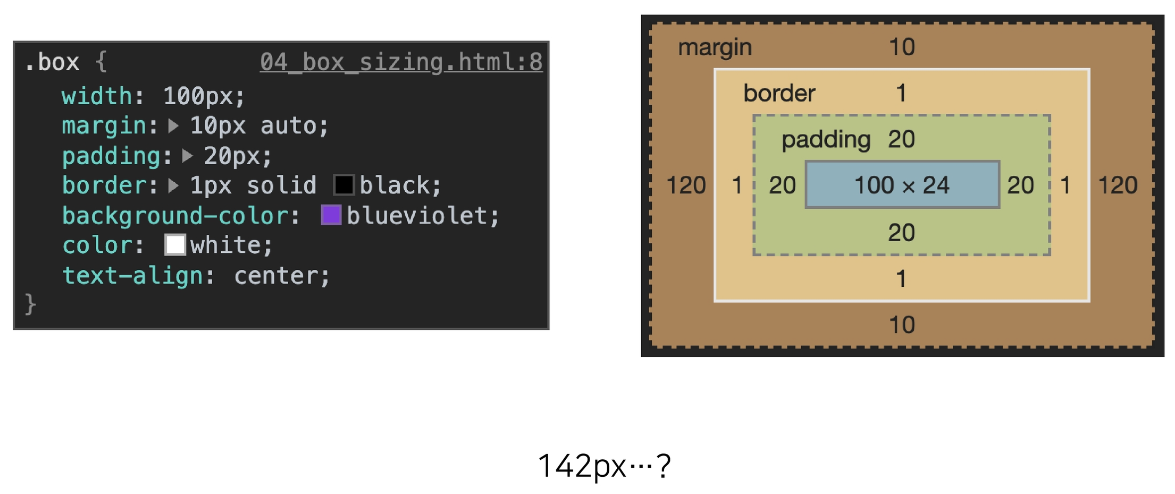 .box { 04_box_sizing.html:8
width: 100px;
margin: ▶ 10px auto;
padding: ▶ 20px;
border: ▶ 1px solid black;
background-color: blueviolet;
color: white;
text-align: center;
}
margin 10
border 1
padding 20
120 1 20 100 × 24 20 1 120
20
1
10
142px…?